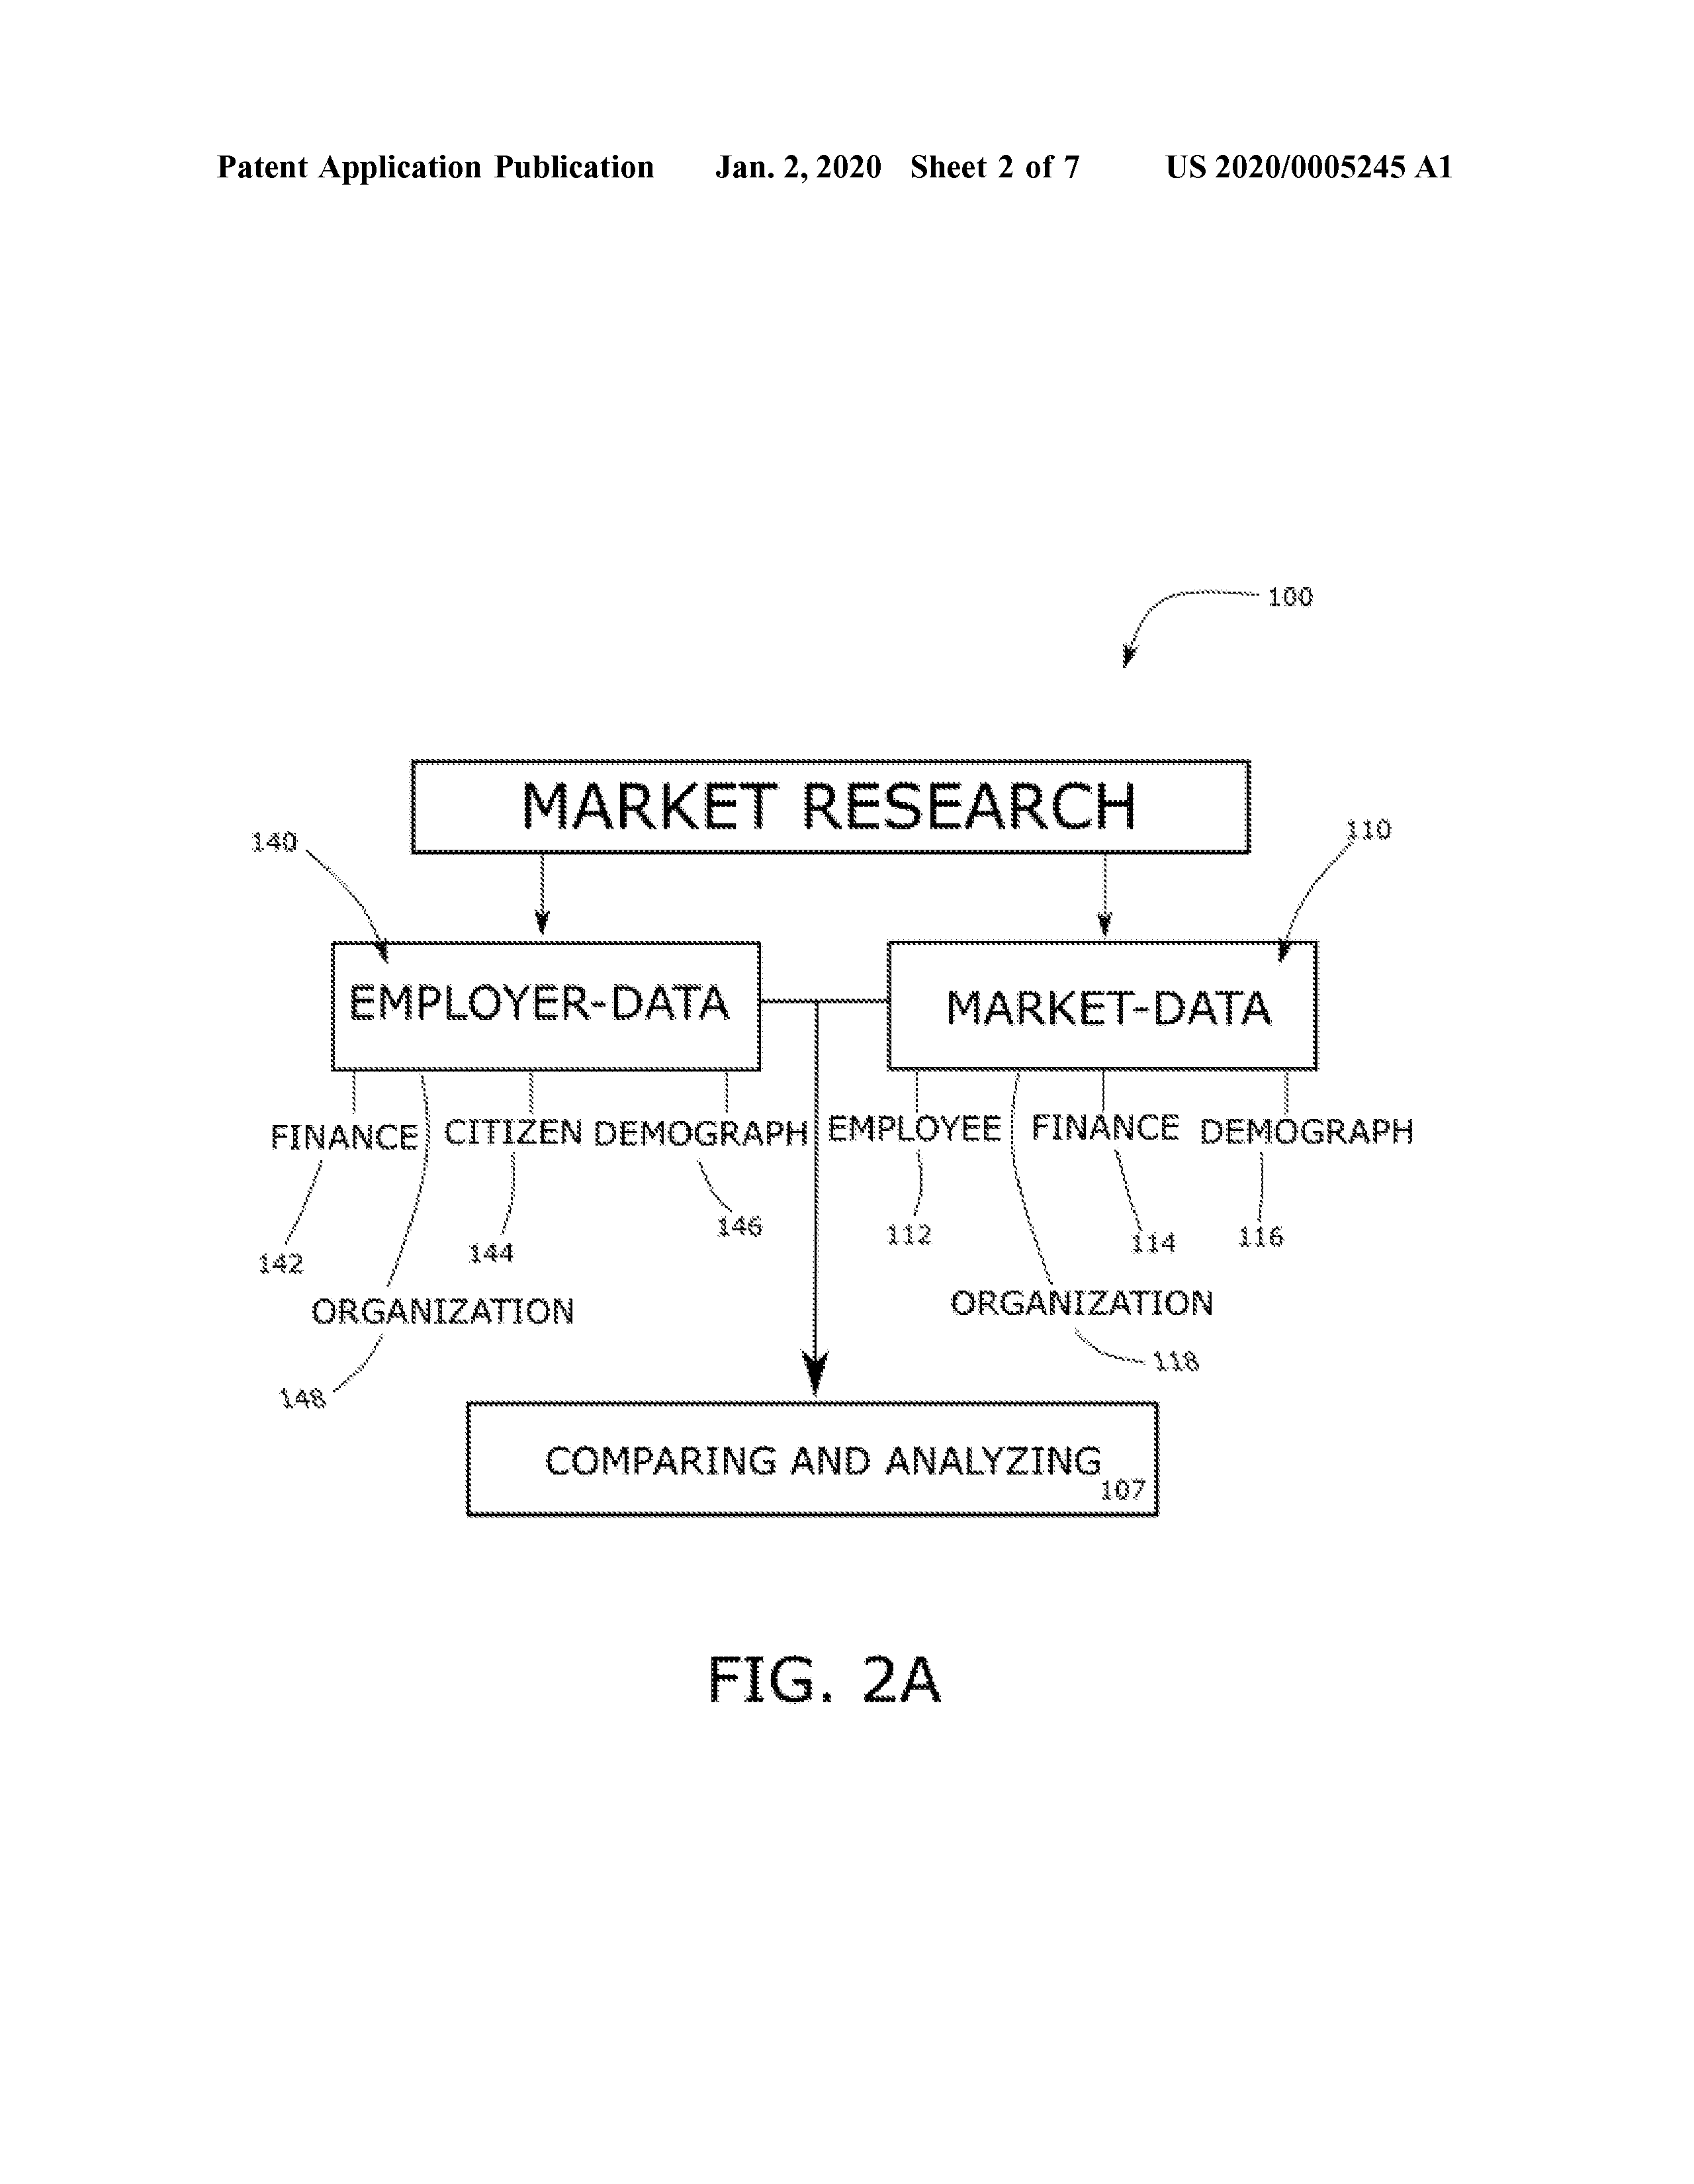 Patent Application Publication Jan. 2, 2020 Sheet 2 of 7 US 2020/0005245 A1
100
MARKET RESEARCH
140
110
EMPLOYER-DATA
MARKET-DATA
FINANCE CITIZEN DEMOGRAPH EMPLOYEE FINANCE DEMOGRAPH
142 144 146 112 114 116
ORGANIZATION ORGANIZATION
148 118
COMPARING AND ANALYZING
107
FIG. 2A